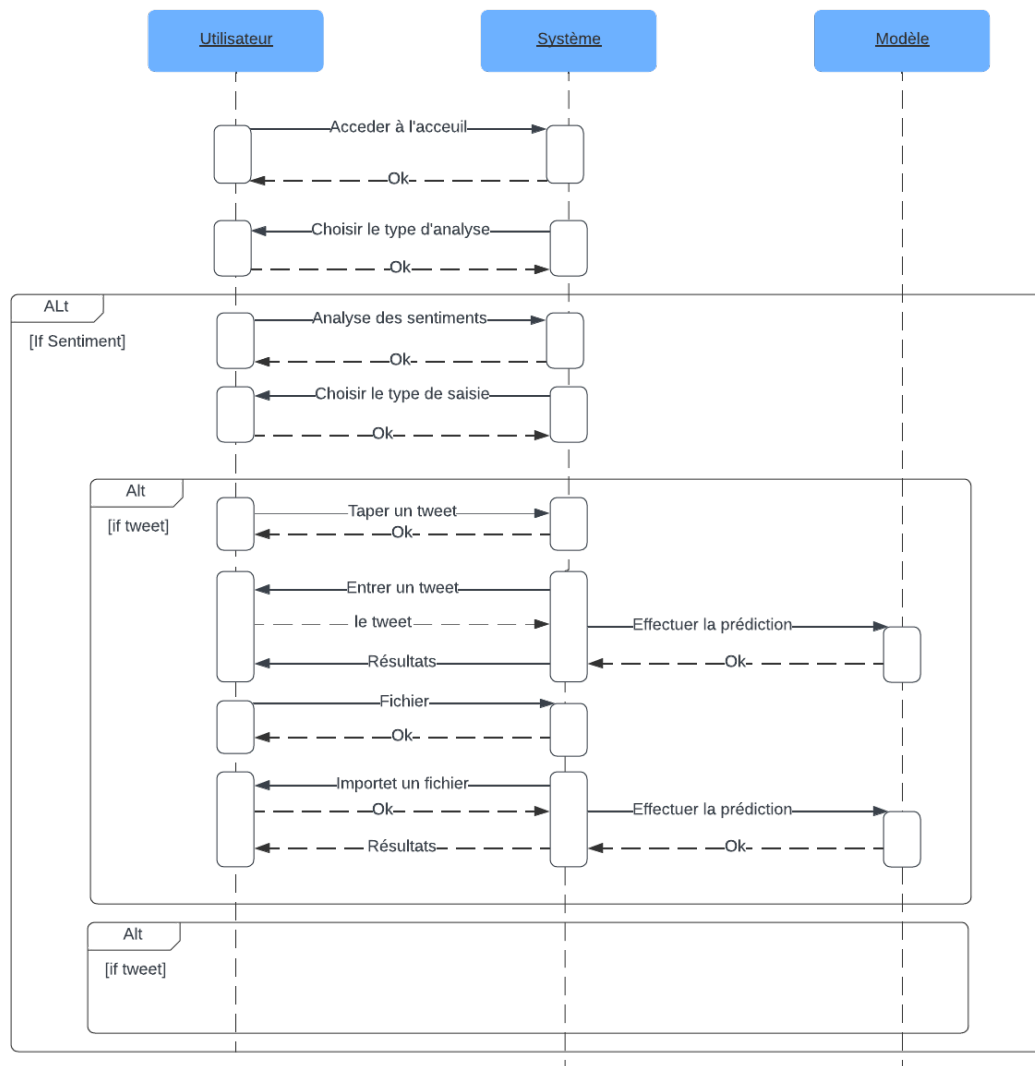 Utilisateur
Système
Modèle
Acceder à l'acceuil
Ok
Choisir le type d'analyse
Ok
ALt
[If Sentiment]
Analyse des sentiments
Ok
Choisir le type de saisie
Ok
Alt
[if tweet]
Taper un tweet
Ok
Entrer un tweet
le tweet
Effectuer la prédiction
Résultats
Ok
Fichier
Ok
Importet un fichier
Ok
Effectuer la prédiction
Résultats
Ok
Alt
[if tweet]